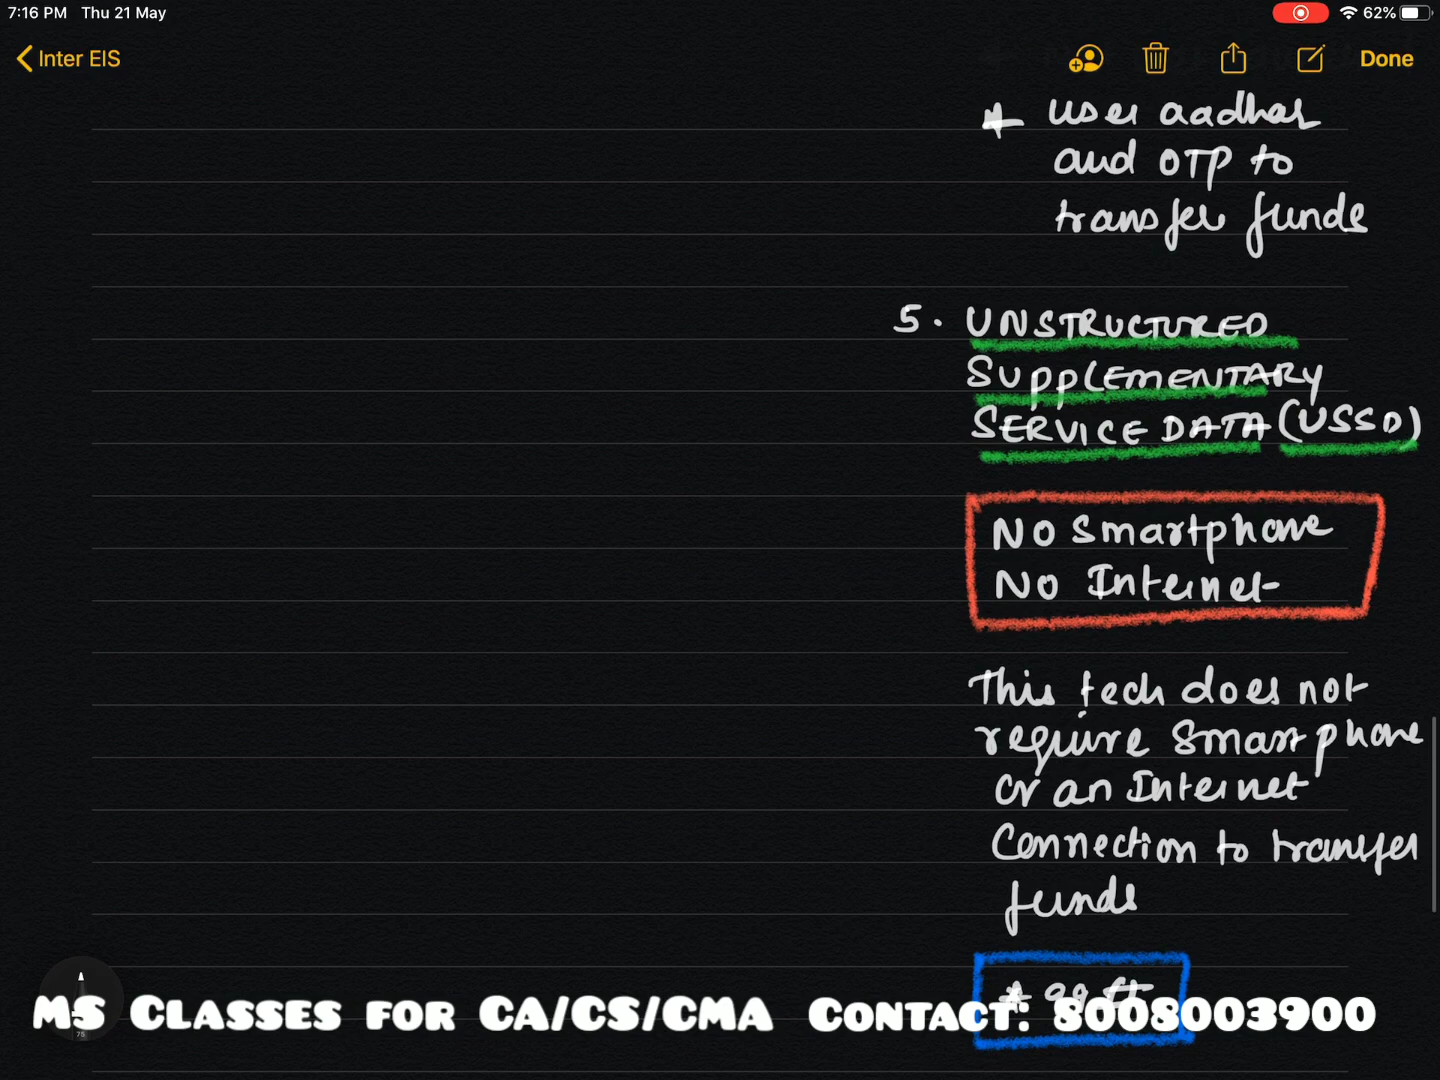 7:16 PM Thu 21 May
62%
Inter EIS
Done
* user aadhar
and OTP to
transfer funds
5. UNSTRUCTURED
SUPPLEMENTARY
SERVICE DATA (USSD)
NO Smartphone
NO Internet
This tech does not
require Smartphone
or an Internet
Connection to transfer
funds
* 99 #
MS CLASSES FOR CA/CS/CMA CONTACT: 8008003900
75